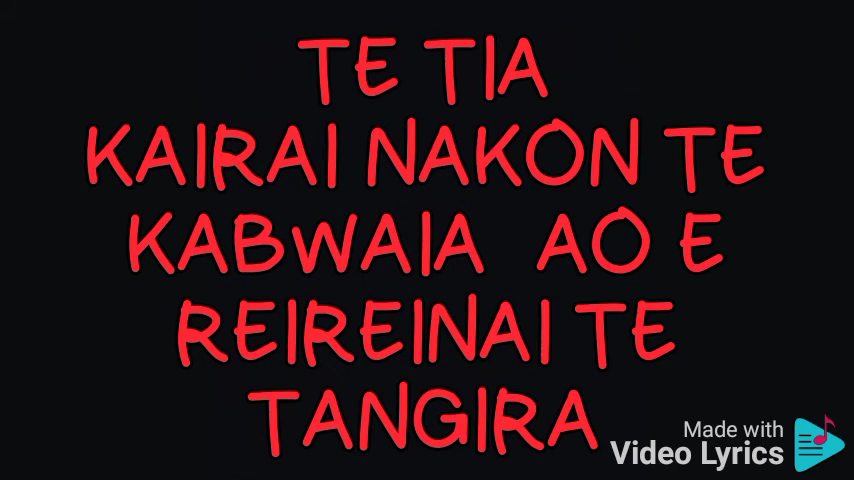 TE TIA
KAIRAI NAKON TE
KABWAIA AO E
REIREINAI TE
TANGIRA
Made with
Video Lyrics